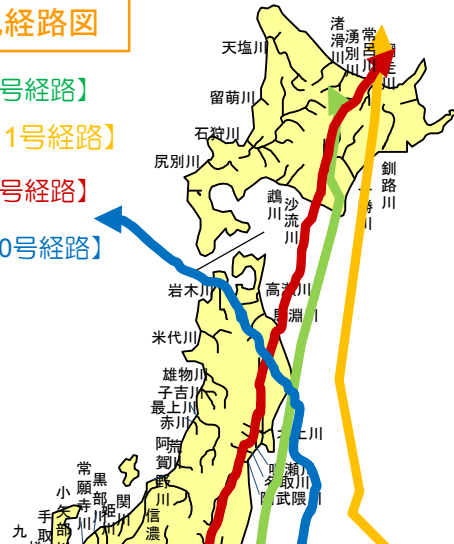 経路図
号経路】
1号経路】
号経路】
0号経路】
天塩川
留萌川
石狩川
尻別川
渚滑川
湧別川
常呂川
釧路川
鵡川
沙流川
岩木川
高瀬川
馬淵川
米代川
雄物川
子吉川
最上川
赤川
荒川
阿賀野川
鳴瀬川
名取川
阿武隈川
常願寺川
黒部川
姫川
関川
信濃
小矢部川
手取
九